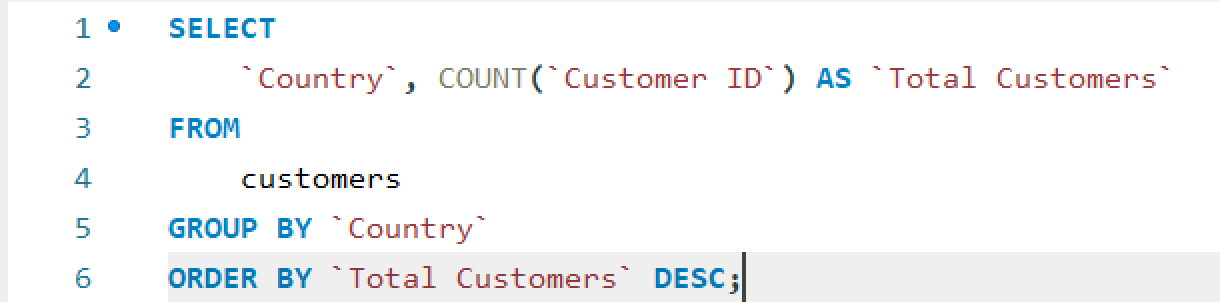 1 SELECT
2 `Country`, COUNT(`Customer ID`) AS `Total Customers`
3 FROM
4 customers
5 GROUP BY `Country`
6 ORDER BY `Total Customers` DESC;